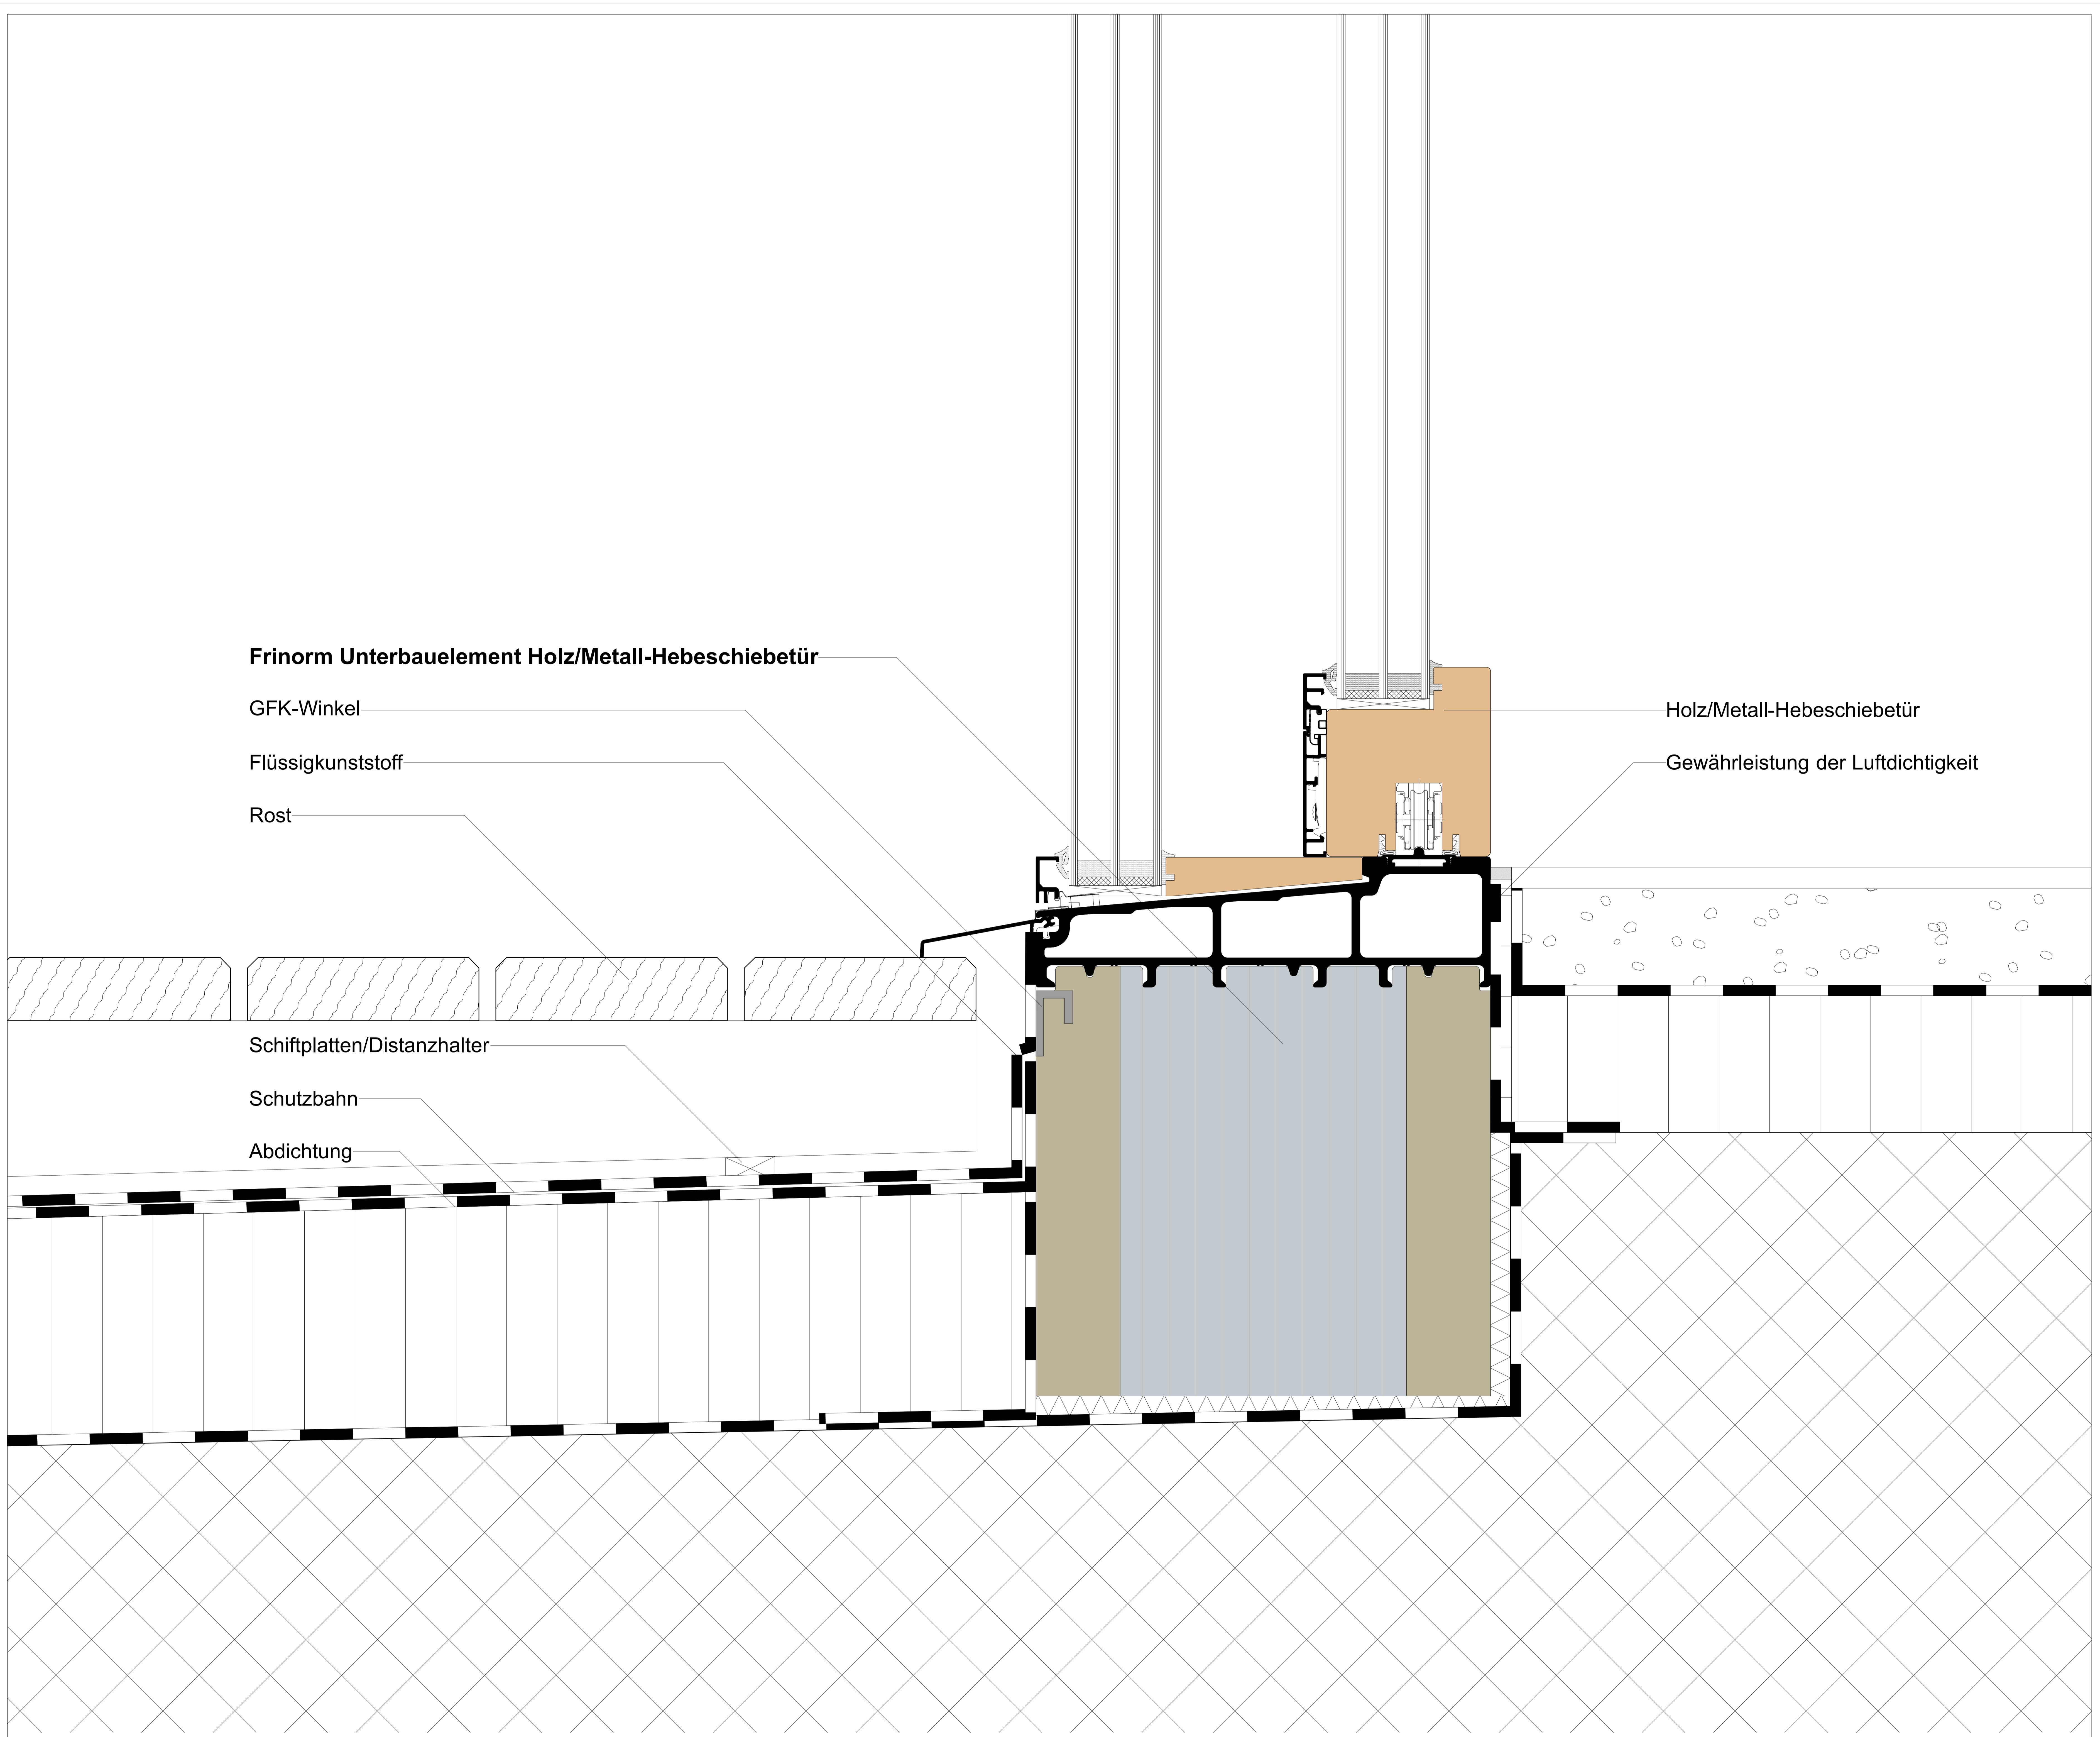 Frinorm Unterbauelement Holz/Metall-Hebeschiebetür
GFK-Winkel
Flüssigkunststoff
Rost
Schiftplatten/Distanzhalter
Schutzbahn
Abdichtung
Holz/Metall-Hebeschiebetür
Gewährleistung der Luftdichtigkeit